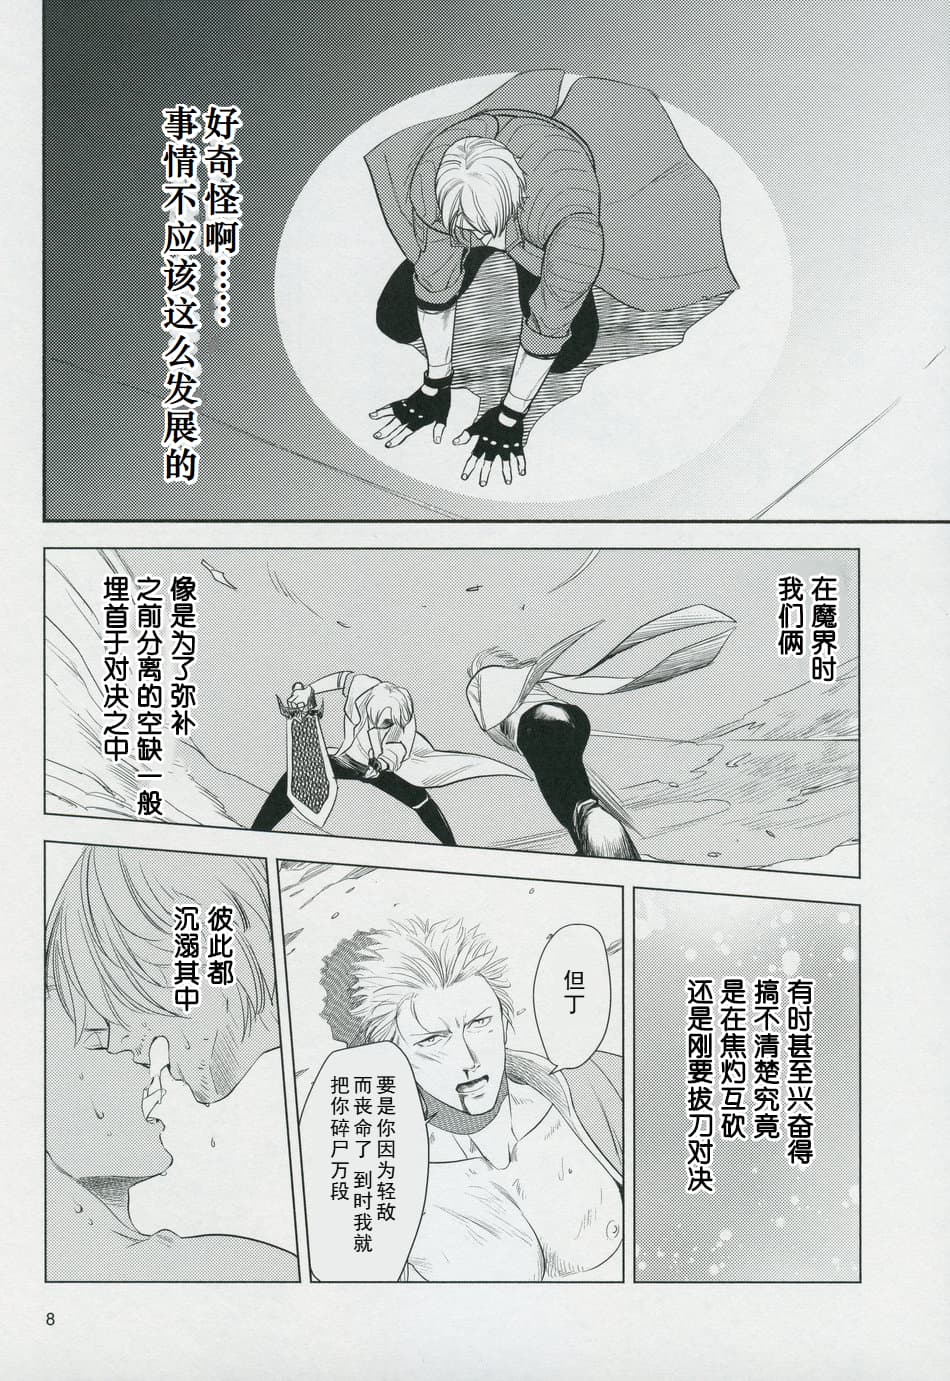 好奇怪啊……
事情不应该这么发展的
在魔界时
我们俩
像是为了弥补
之前分离的空缺一般
埋首于对决之中
有时甚至兴奋得
搞不清楚究竟
是在焦灼互砍
还是刚要拔刀对决
但丁
要是你因为轻敌
而丧命了 到时我就
把你碎尸万段
彼此都
沉溺其中
8